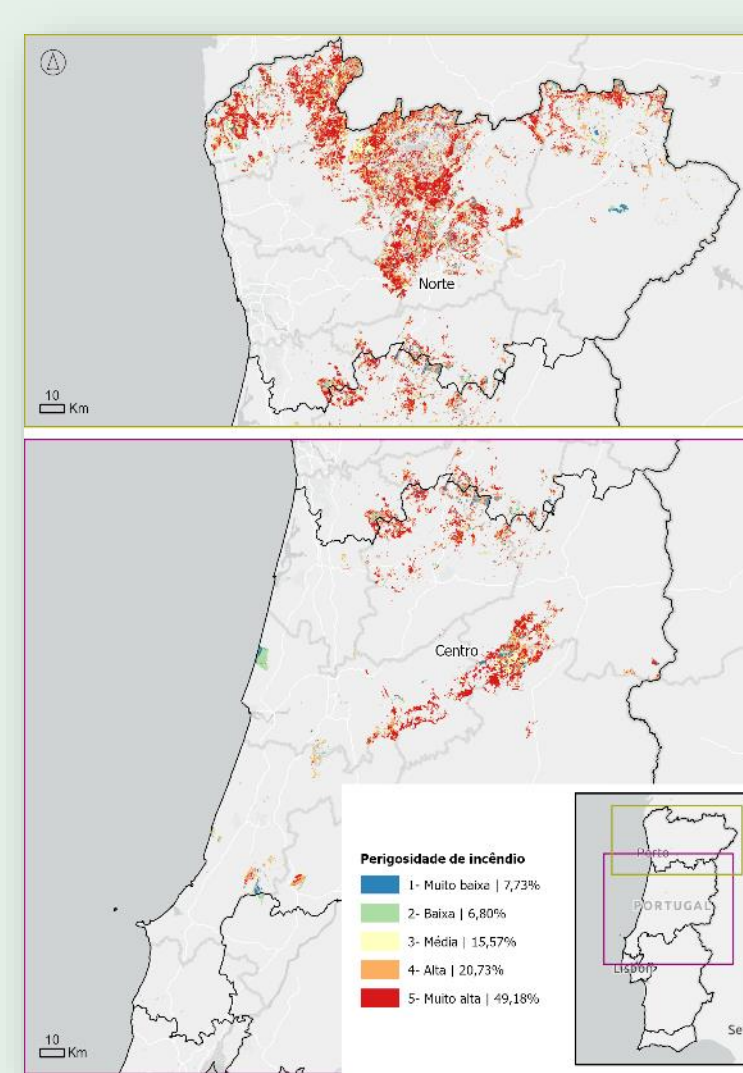 Norte
10
Km
Centro
Perigosidade de incêndio
1- Muito baixa | 7,73%
2- Baixa | 6,80%
3- Média | 15,57%
4- Alta | 20,73%
5- Muito alta | 49,18%
10
Km
Porto
PORTUGAL
Lisboa
Se